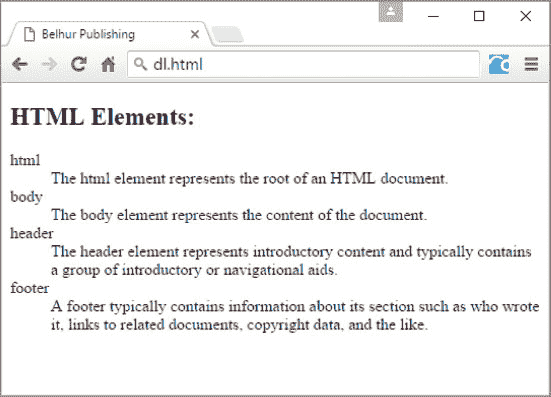 Belhur Publishing
dl.html
HTML Elements:
html
The html element represents the root of an HTML document.
body
The body element represents the content of the document.
header
The header element represents introductory content and typically contains
a group of introductory or navigational aids.
footer
A footer typically contains information about its section such as who wrote
it, links to related documents, copyright data, and the like.